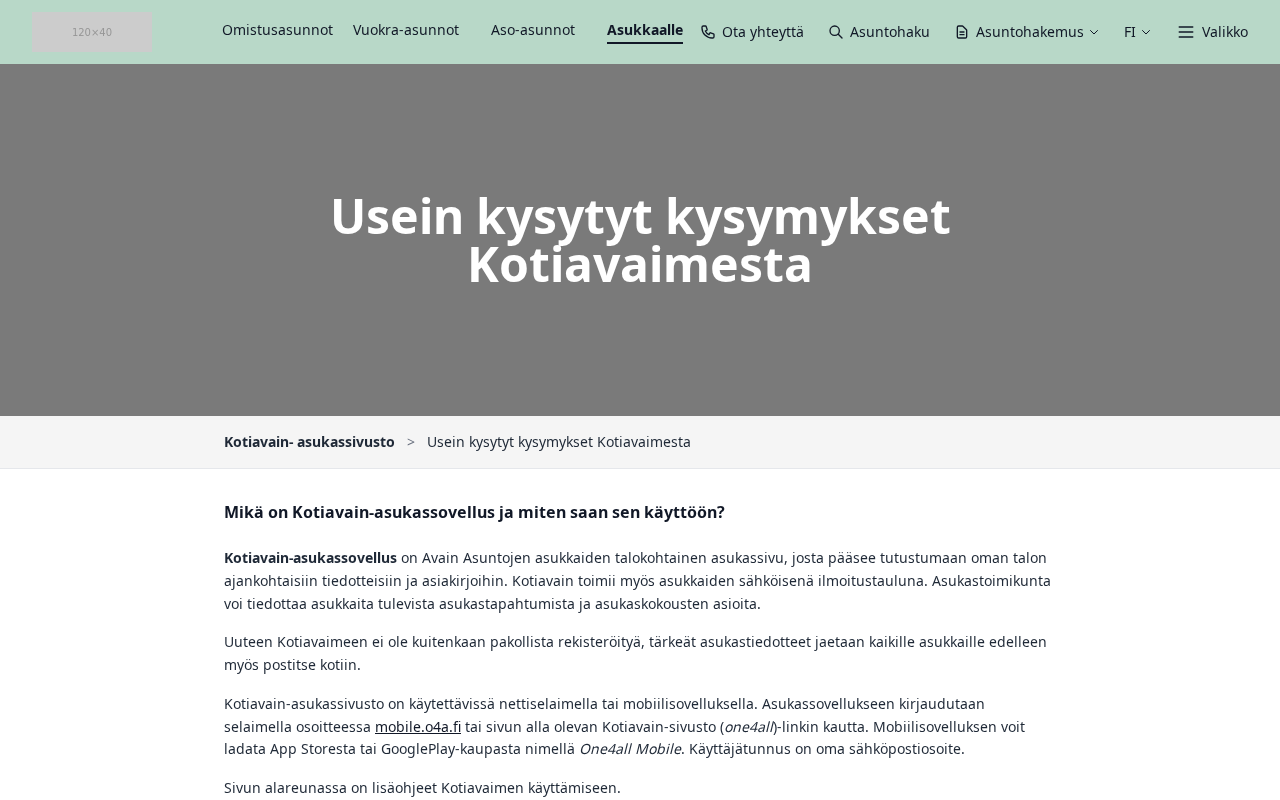 120×40
Omistusasunnot
Vuokra-asunnot
Aso-asunnot
Asukkaalle
Ota yhteyttä
Asuntohaku
Asuntohakemus
FI
Valikko
Usein kysytyt kysymykset
Kotiavaimesta
Kotiavain- asukassivusto > Usein kysytyt kysymykset Kotiavaimesta
Mikä on Kotiavain-asukassovellus ja miten saan sen käyttöön?
Kotiavain-asukassovellus on Avain Asuntojen asukkaiden talokohtainen asukassivu, josta pääsee tutustumaan oman talon
ajankohtaisiin tiedotteisiin ja asiakirjoihin. Kotiavain toimii myös asukkaiden sähköisenä ilmoitustauluna. Asukastoimikunta
voi tiedottaa asukkaita tulevista asukastapahtumista ja asukaskokousten asioita.
Uuteen Kotiavaimeen ei ole kuitenkaan pakollista rekisteröityä, tärkeät asukastiedotteet jaetaan kaikille asukkaille edelleen
myös postitse kotiin.
Kotiavain-asukassivusto on käytettävissä nettiselaimella tai mobiilisovelluksella. Asukassovellukseen kirjaudutaan
selaimella osoitteessa mobile.o4a.fi tai sivun alla olevan Kotiavain-sivusto (one4all)-linkin kautta. Mobiilisovelluksen voit
ladata App Storesta tai GooglePlay-kaupasta nimellä One4all Mobile. Käyttäjätunnus on oma sähköpostiosoite.
Sivun alareunassa on lisäohjeet Kotiavaimen käyttämiseen.